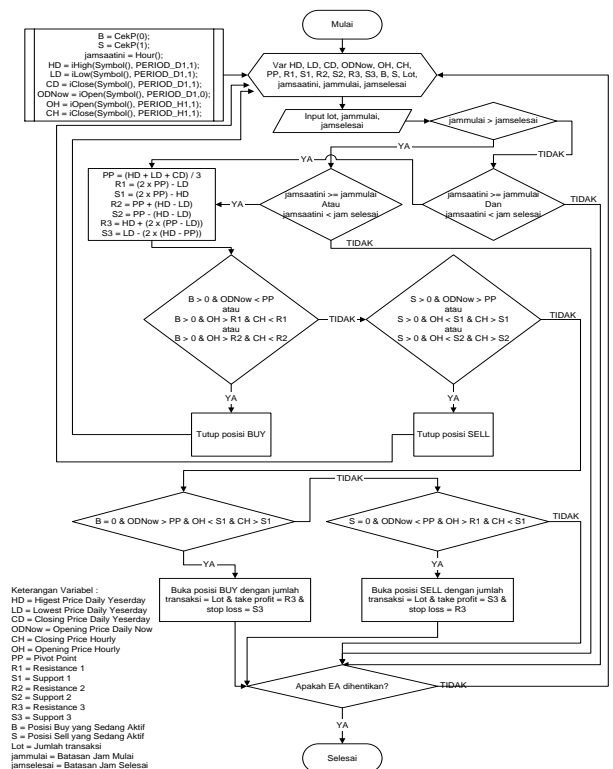 Mulai
B = CekP(0);
S = CekP(1);
jamsaatini = Hour();
HD = iHigh(Symbol(), PERIOD_D1,1);
LD = iLow(Symbol(), PERIOD_D1,1);
CD = iClose(Symbol(), PERIOD_D1,1);
ODNow = iOpen(Symbol(), PERIOD_D1,0);
OH = iOpen(Symbol(), PERIOD_H1,1);
CH = iClose(Symbol(), PERIOD_H1,1);
Var HD, LD, CD, ODNow, OH, CH,
PP, R1, S1, R2, S2, R3, S3, B, S, Lot,
jamsaatini, jammulai, jamselesai
Input lot, jammulai,
jamselesai
jammulai > jamselesai
YA
TIDAK
YA
PP = (HD + LD + CD) / 3
R1 = (2 x PP) - LD
S1 = (2 x PP) - HD
R2 = PP + (HD - LD)
S2 = PP - (HD - LD)
R3 = HD + (2 x (PP - LD))
S3 = LD - (2 x (HD - PP))
YA
jamsaatini >= jammulai
Atau
jamsaatini < jam selesai
TIDAK
jamsaatini >= jammulai
Dan
jamsaatini < jam selesai
TIDAK
B > 0 & ODNow < PP
atau
B > 0 & OH > R1 & CH < R1
atau
B > 0 & OH > R2 & CH < R2
TIDAK
S > 0 & ODNow > PP
atau
S > 0 & OH < S1 & CH > S1
atau
S > 0 & OH < S2 & CH > S2
TIDAK
YA
YA
Tutup posisi BUY
Tutup posisi SELL
B = 0 & ODNow > PP & OH < S1 & CH > S1
TIDAK
S = 0 & ODNow < PP & OH > R1 & CH < S1
TIDAK
YA
YA
Buka posisi BUY dengan jumlah
transaksi = Lot & take profit = R3 &
stop loss = S3
Buka posisi SELL dengan jumlah
transaksi = Lot & take profit = S3 &
stop loss = R3
Apakah EA dihentikan?
TIDAK
YA
Selesai
Keterangan Variabel :
HD = Higest Price Daily Yeserday
LD = Lowest Price Daily Yeserday
CD = Closing Price Daily Yeserday
ODNow = Opening Price Daily Now
CH = Closing Price Hourly
OH = Opening Price Hourly
PP = Pivot Point
R1 = Resistance 1
S1 = Support 1
R2 = Resistance 2
S2 = Support 2
R3 = Resistance 3
S3 = Support 3
B = Posisi Buy yang Sedang Aktif
S = Posisi Sell yang Sedang Aktif
Lot = Jumlah transaksi
jammulai = Batasan Jam Mulai
jamselesai = Batasan Jam Selesai